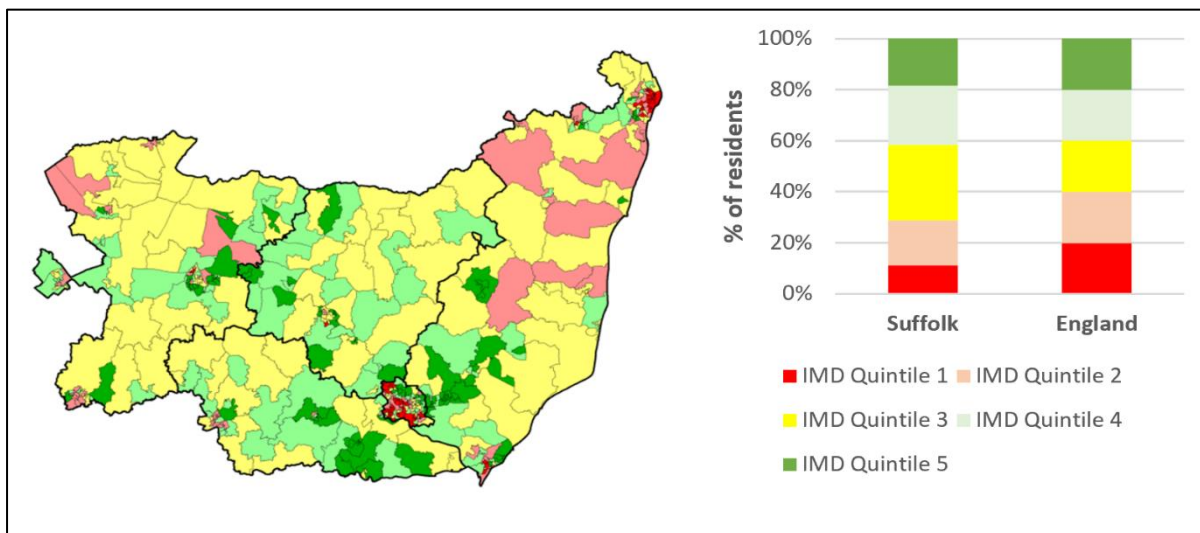 100%
80%
60%
40%
20%
0%
% of residents
Suffolk England
IMD Quintile 1 IMD Quintile 2
IMD Quintile 3 IMD Quintile 4
IMD Quintile 5